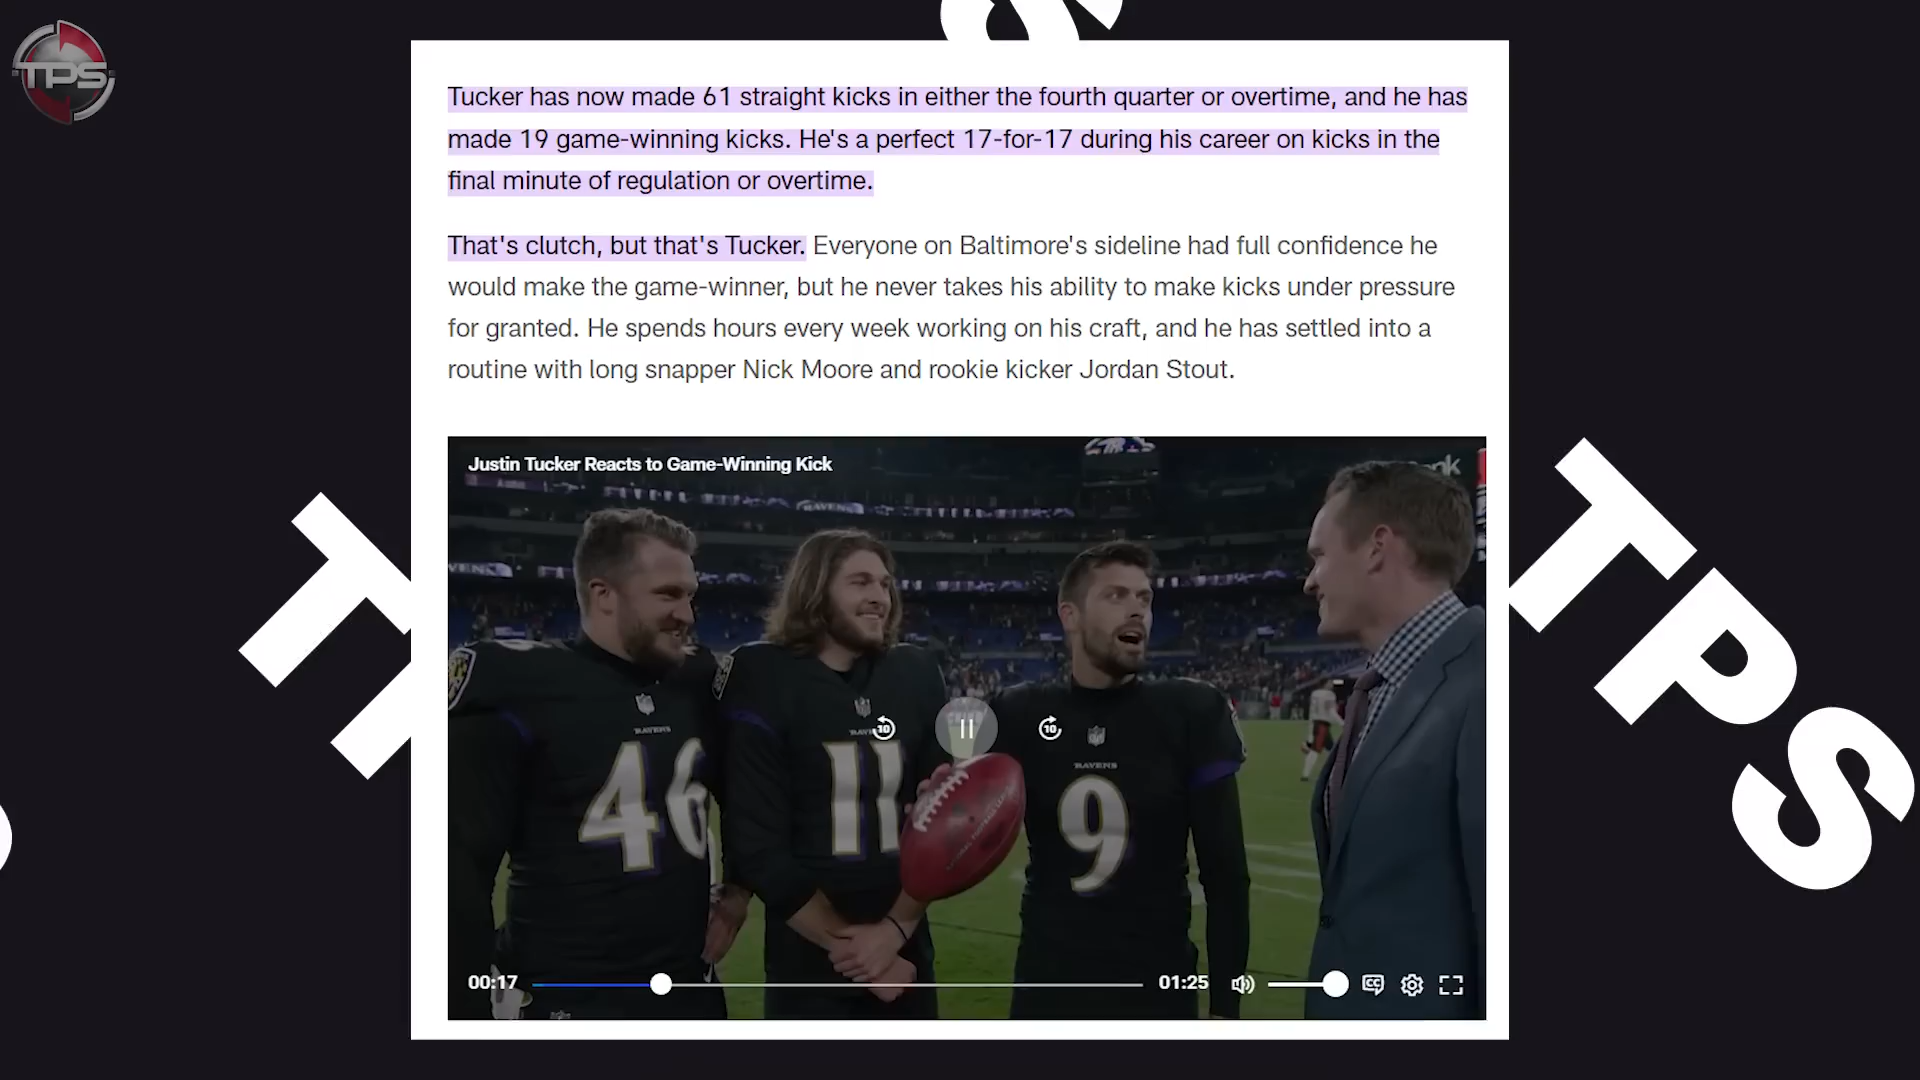 TPS
Tucker has now made 61 straight kicks in either the fourth quarter or overtime, and he has
made 19 game-winning kicks. He's a perfect 17-for-17 during his career on kicks in the
final minute of regulation or overtime.
That's clutch, but that's Tucker. Everyone on Baltimore's sideline had full confidence he
would make the game-winner, but he never takes his ability to make kicks under pressure
for granted. He spends hours every week working on his craft, and he has settled into a
routine with long snapper Nick Moore and rookie kicker Jordan Stout.
Justin Tucker Reacts to Game-Winning Kick
RAVENS
RAVENS
46
11
RAVENS
9
10
10
00:17
01:25
CC
TPS